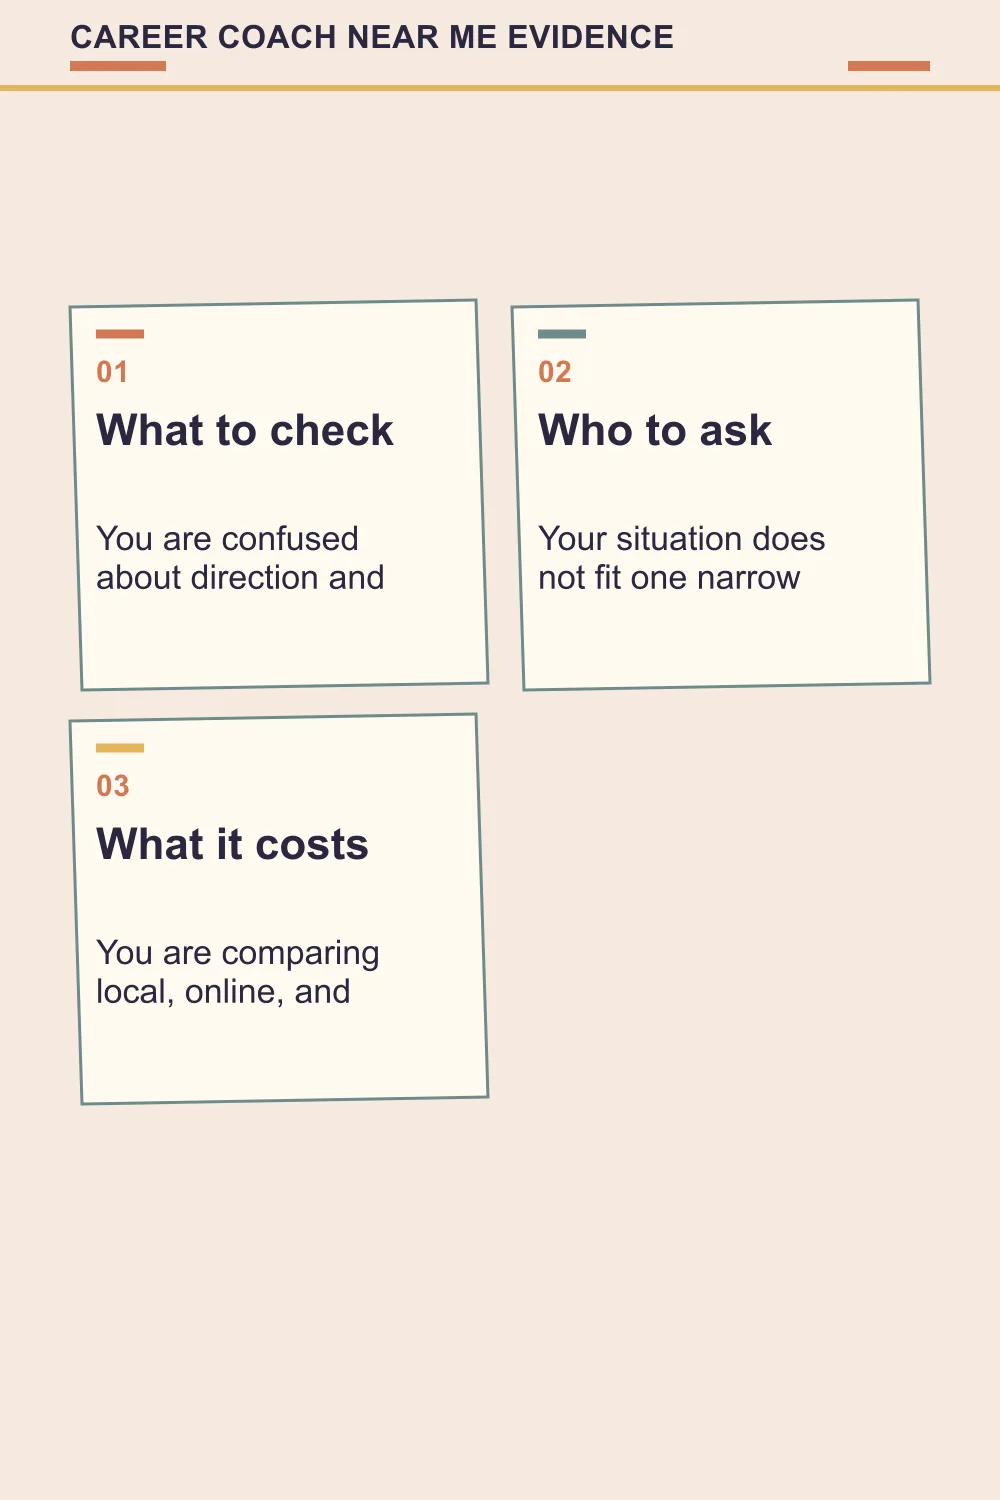 CAREER COACH NEAR ME EVIDENCE
01
What to check
You are confused
about direction and
02
Who to ask
Your situation does
not fit one narrow
03
What it costs
You are comparing
local, online, and